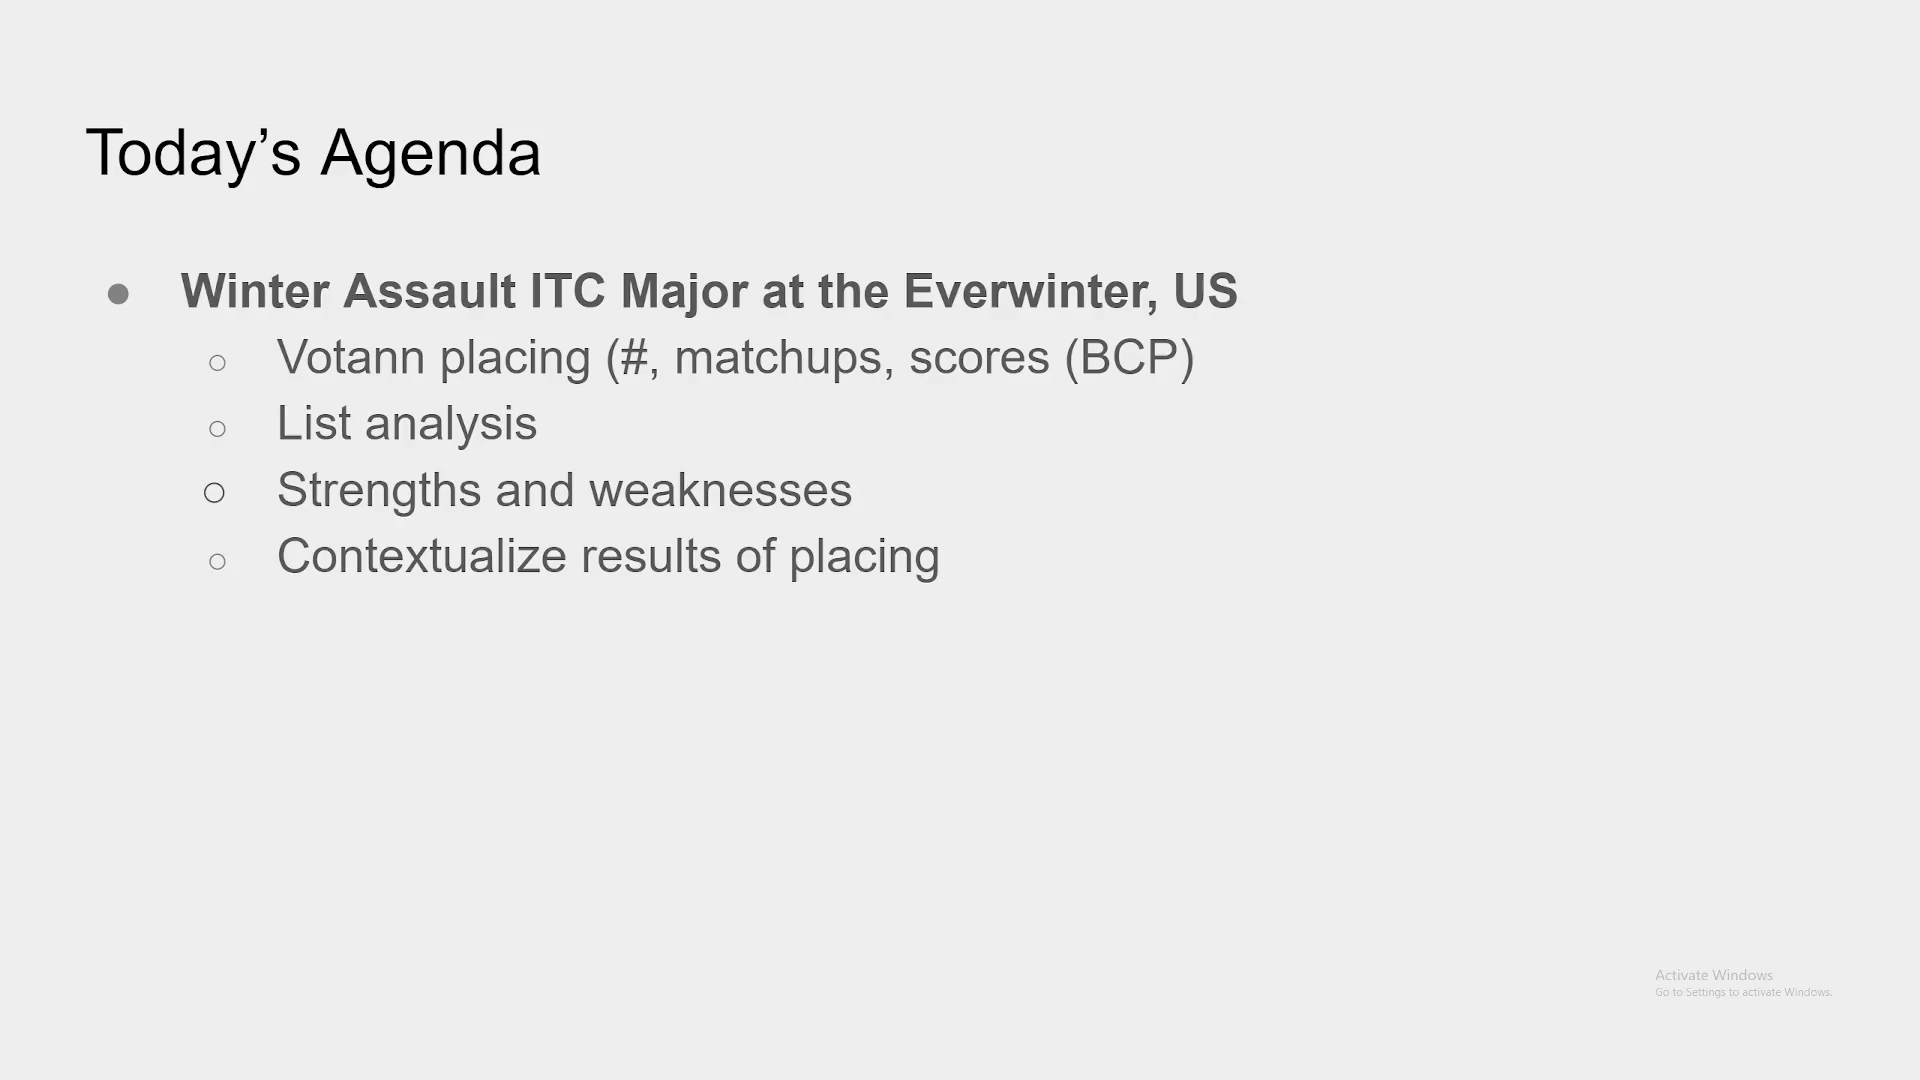 Today’s Agenda
● Winter Assault ITC Major at the Everwinter, US
○ Votann placing (#, matchups, scores (BCP)
○ List analysis
○ Strengths and weaknesses
○ Contextualize results of placing
Activate Windows
Go to Settings to activate Windows.